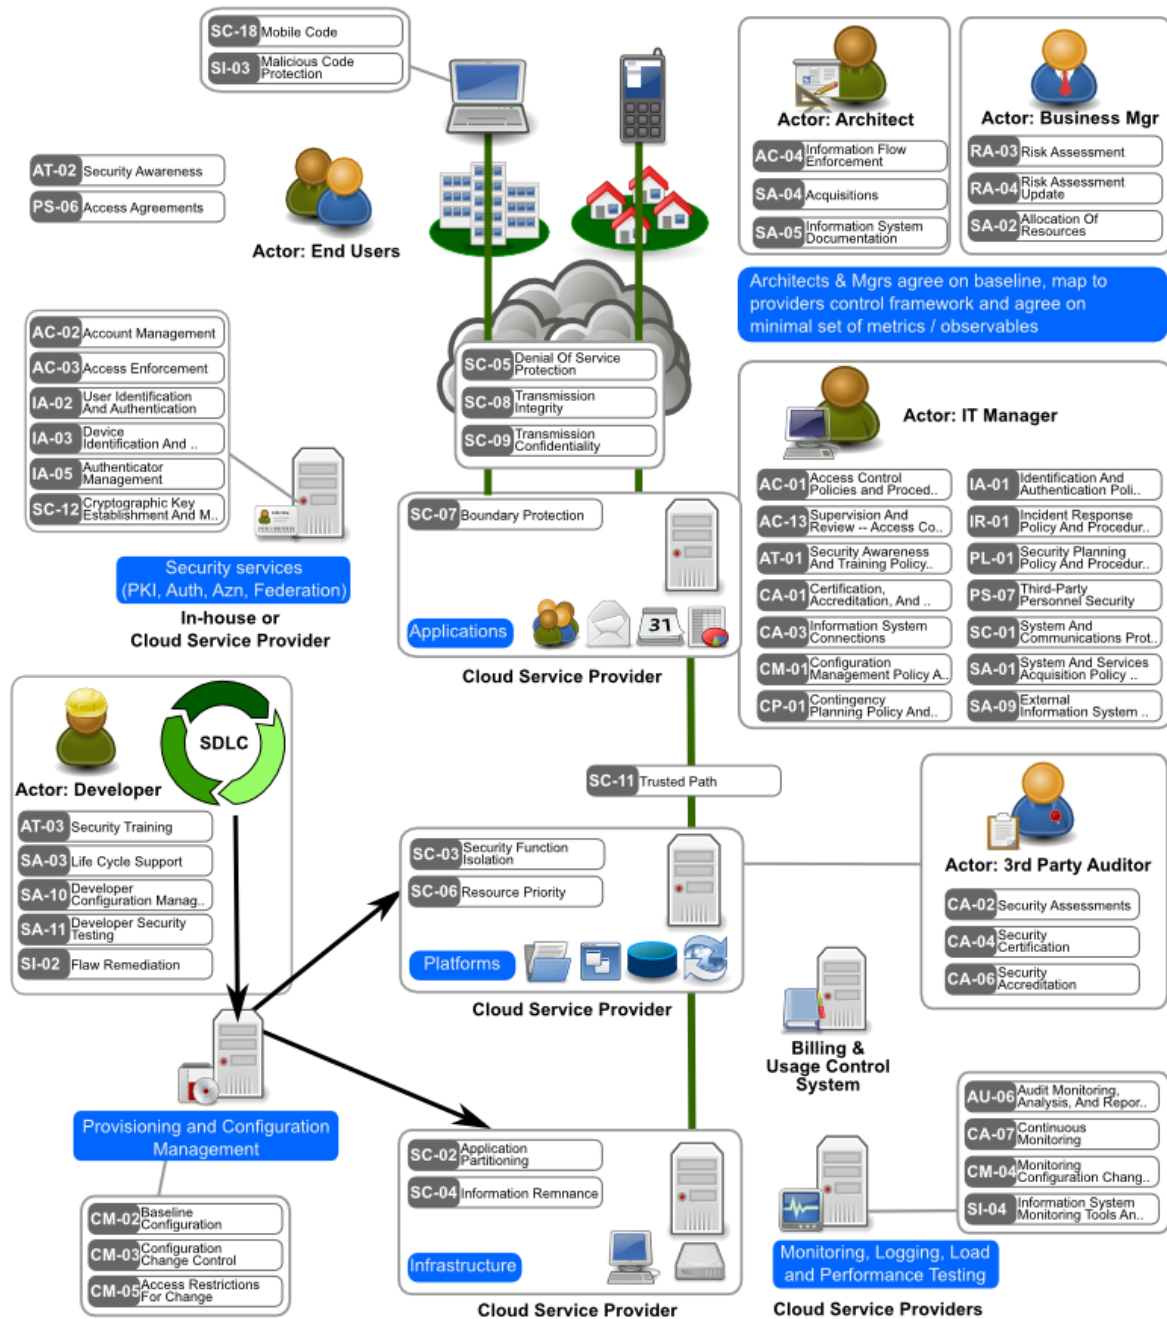 SC-18 Mobile Code
SI-03 Malicious Code
Protection
AT-02 Security Awareness
PS-06 Access Agreements
Actor: End Users
Actor: Architect
AC-04 Information Flow
Enforcement
SA-04 Acquisitions
SA-05 Information System
Documentation
Actor: Business Mgr
RA-03 Risk Assessment
RA-04 Risk Assessment
Update
SA-02 Allocation Of
Resources
Architects & Mgrs agree on baseline, map to
providers control framework and agree on
minimal set of metrics / observables
AC-02 Account Management
AC-03 Access Enforcement
IA-02 User Identification
And Authentication
IA-03 Device
Identification And ..
IA-05 Authenticator
Management
SC-12 Cryptographic Key
Establishment And M..
Security services
(PKI, Auth, Azn, Federation)
In-house or
Cloud Service Provider
SC-05 Denial Of Service
Protection
SC-08 Transmission
Integrity
SC-09 Transmission
Confidentiality
SC-07 Boundary Protection
Applications
31
Cloud Service Provider
Actor: IT Manager
AC-01 Access Control
Policies and Proced..
AC-13 Supervision And
Review -- Access Co..
AT-01 Security Awareness
And Training Policy..
CA-01 Certification,
Accreditation, And ..
CA-03 Information System
Connections
CM-01 Configuration
Management Policy A..
CP-01 Contingency
Planning Policy And..
IA-01 Identification And
Authentication Poli..
IR-01 Incident Response
Policy And Procedur..
PL-01 Security Planning
Policy And Procedur..
PS-07 Third-Party
Personnel Security
SC-01 System And
Communications Prot..
SA-01 System And Services
Acquisition Policy ..
SA-09 External
Information System ..
SDLC
Actor: Developer
AT-03 Security Training
SA-03 Life Cycle Support
SA-10 Developer
Configuration Manag..
SA-11 Developer Security
Testing
SI-02 Flaw Remediation
SC-11 Trusted Path
SC-03 Security Function
Isolation
SC-06 Resource Priority
Platforms
Cloud Service Provider
Actor: 3rd Party Auditor
CA-02 Security Assessments
CA-04 Security
Certification
CA-06 Security
Accreditation
Billing &
Usage Control
System
Provisioning and Configuration
Management
CM-02 Baseline
Configuration
CM-03 Configuration
Change Control
CM-05 Access Restrictions
For Change
SC-02 Application
Partitioning
SC-04 Information Remnance
Infrastructure
Cloud Service Provider
AU-06 Audit Monitoring,
Analysis, And Repor..
CA-07 Continuous
Monitoring
CM-04 Monitoring
Configuration Chang..
SI-04 Information System
Monitoring Tools An..
Monitoring, Logging, Load
and Performance Testing
Cloud Service Providers